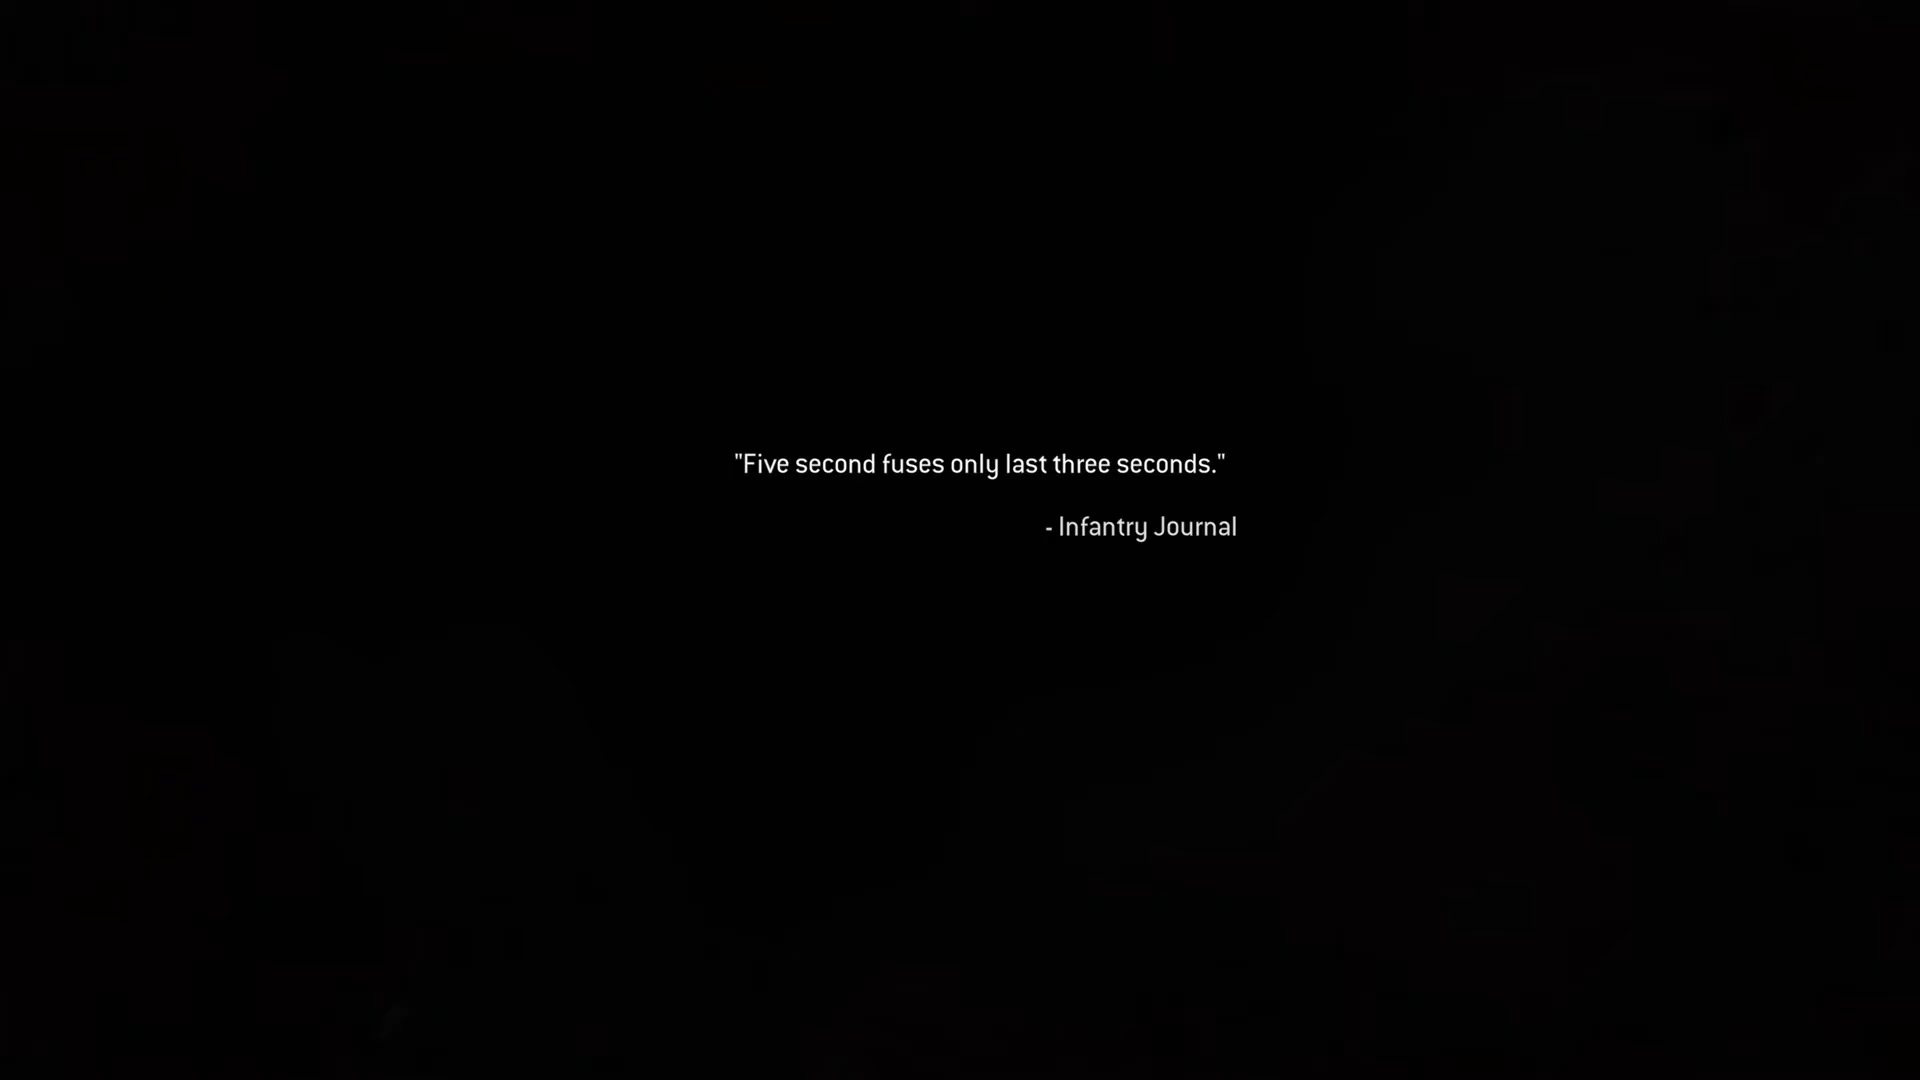 "Five second fuses only last three seconds."
- Infantry Journal